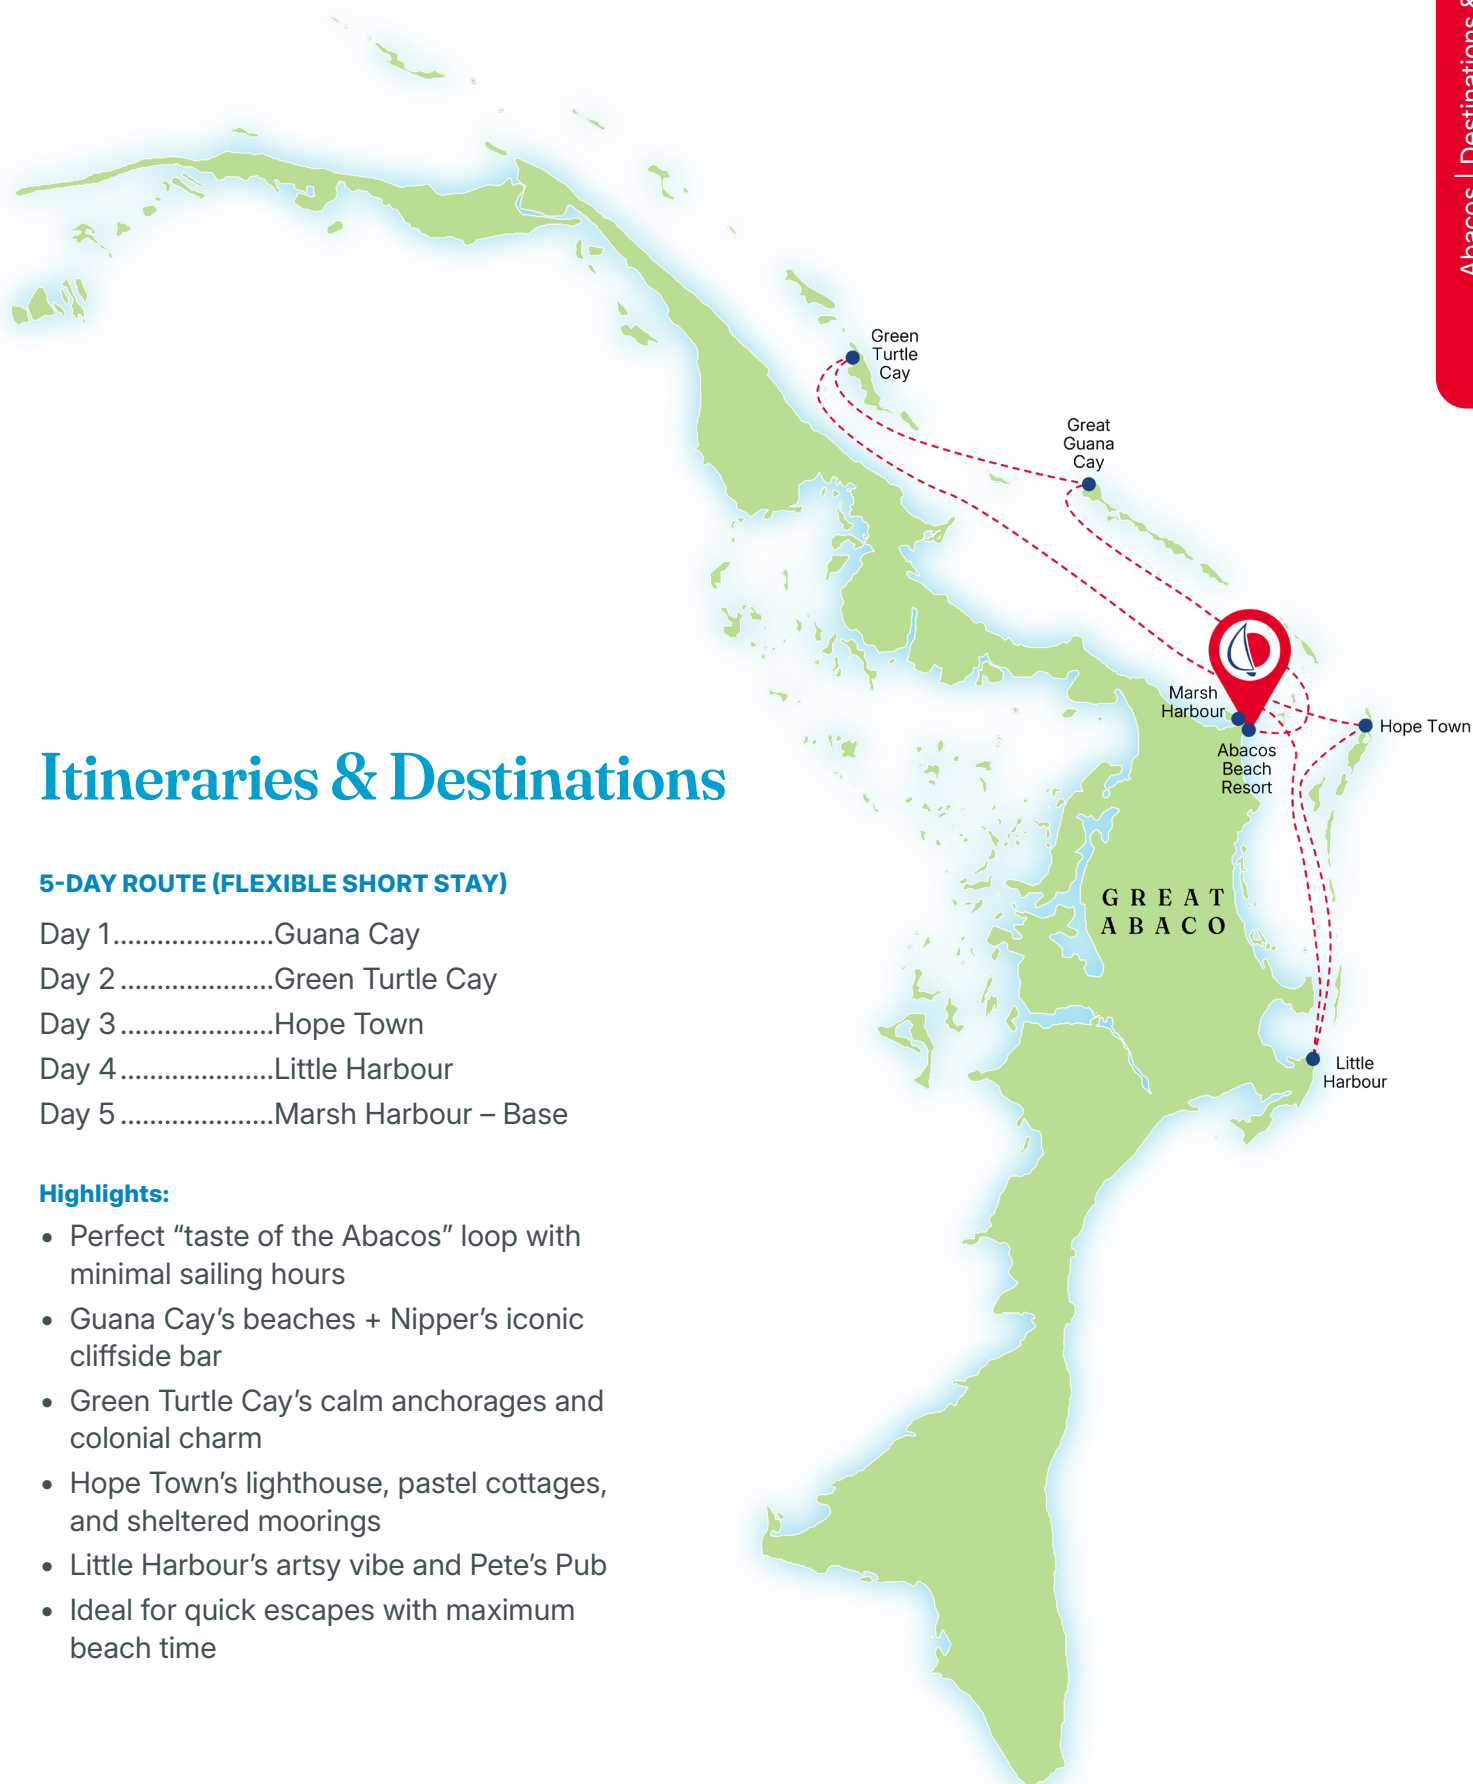 Abacos | Destinations &
Green
Turtle
Cay
Great
Guana
Cay
Marsh
Harbour
Hope Town
Abacos
Beach
Resort
GREAT
ABACO
Little
Harbour
Itineraries & Destinations
5-DAY ROUTE (FLEXIBLE SHORT STAY)
Day 1......................Guana Cay
Day 2.....................Green Turtle Cay
Day 3.....................Hope Town
Day 4.....................Little Harbour
Day 5.....................Marsh Harbour – Base
Highlights:
• Perfect “taste of the Abacos” loop with
minimal sailing hours
• Guana Cay’s beaches + Nipper’s iconic
cliffside bar
• Green Turtle Cay’s calm anchorages and
colonial charm
• Hope Town’s lighthouse, pastel cottages,
and sheltered moorings
• Little Harbour’s artsy vibe and Pete’s Pub
• Ideal for quick escapes with maximum
beach time